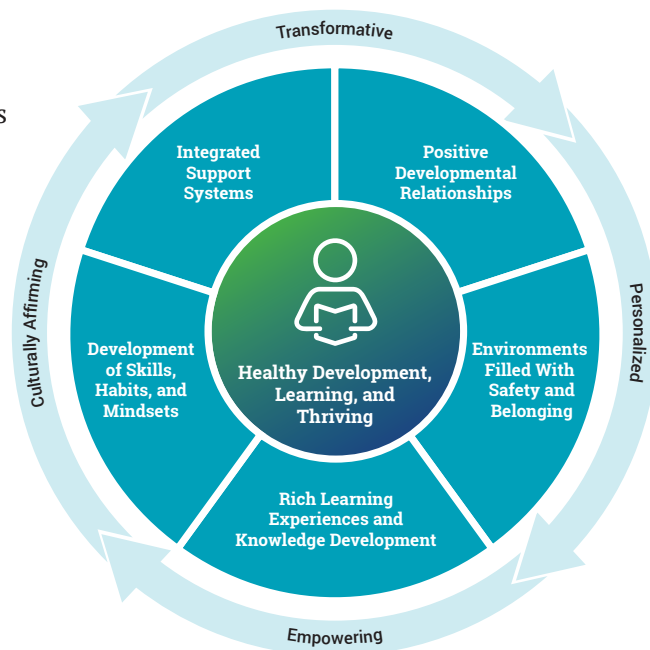 Transformative
s
Integrated
Support
Systems
Positive
Developmental
Relationships
Culturally Affirming
Personalized
Development
of Skills,
Habits, and
Mindsets
Healthy Development,
Learning, and
Thriving
Environments
Filled With
Safety and
Belonging
Rich Learning
Experiences and
Knowledge Development
Empowering